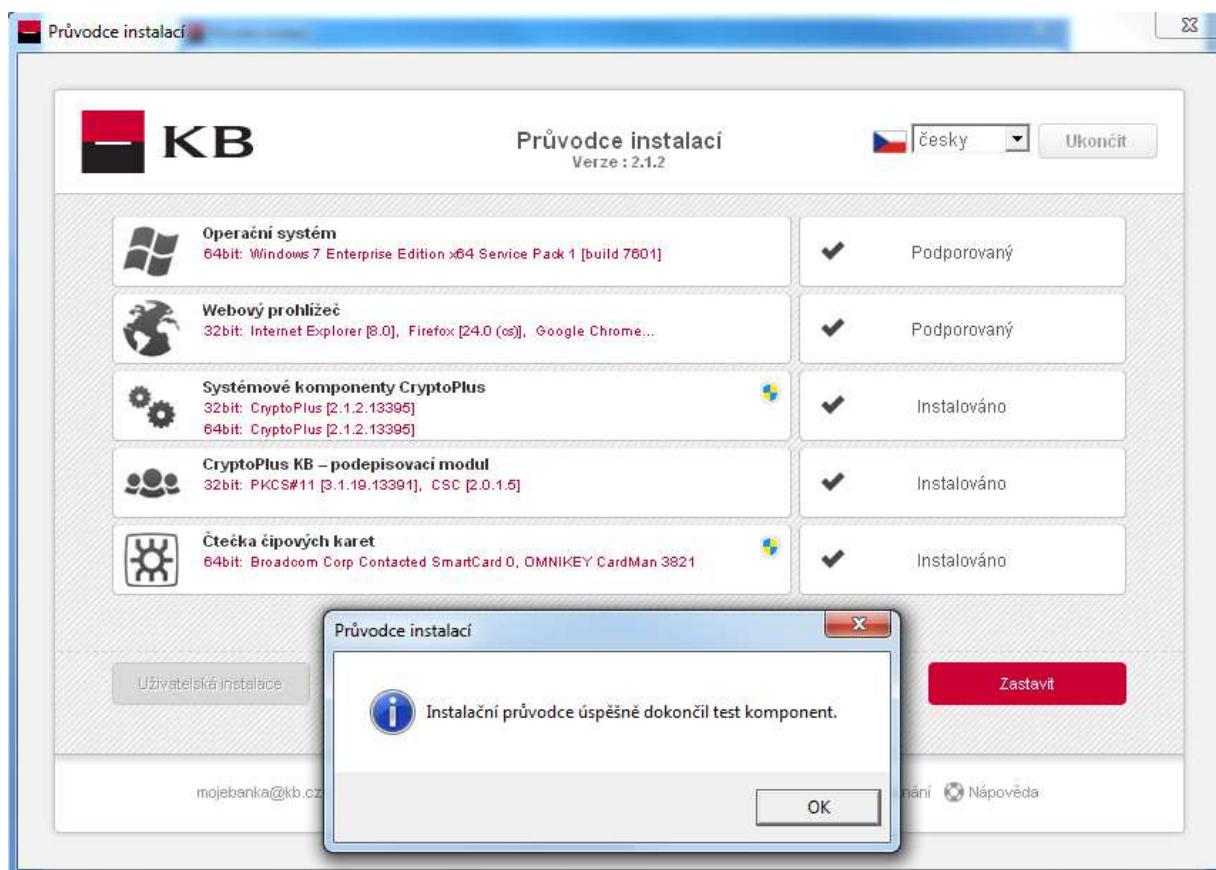 Průvodce instalací
KB
Průvodce instalací
Verze : 2.1.2
česky
Ukončit
Operační systém
64bit: Windows 7 Enterprise Edition x64 Service Pack 1 [build 7601]
Podporovaný
Webový prohlížeč
32bit: Internet Explorer [8.0], Firefox [24.0 (cs)], Google Chrome...
Podporovaný
Systémové komponenty CryptoPlus
32bit: CryptoPlus [2.1.2.13395]
64bit: CryptoPlus [2.1.2.13395]
Instalováno
CryptoPlus KB – podepisovací modul
32bit: PKCS#11 [3.1.19.13391], CSC [2.0.1.5]
Instalováno
Čtečka čipových karet
64bit: Broadcom Corp Contacted SmartCard 0, OMNIKEY CardMan 3821
Instalováno
Průvodce instalací
Uživatelská instalace
Zastavit
Instalační průvodce úspěšně dokončil test komponent.
OK
mojebanka@kb.cz
Nápověda